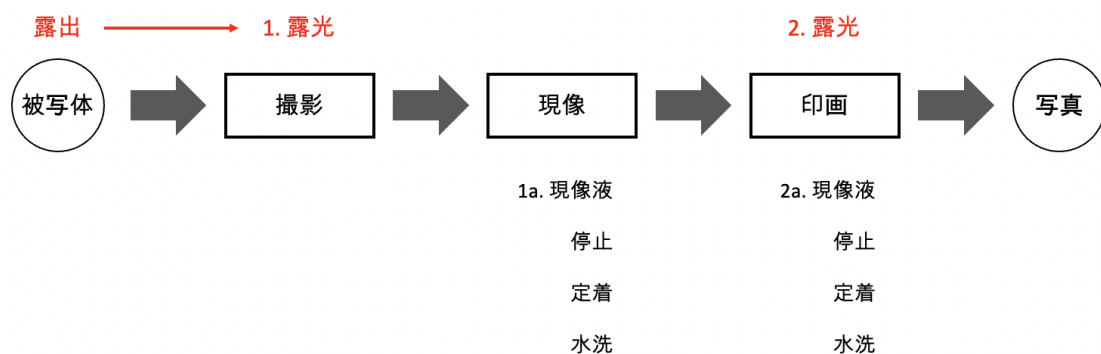 露出 1. 露光 2. 露光
被写体 撮影 現像 印画 写真
1a. 現像液 2a. 現像液
停止 停止
定着 定着
水洗 水洗